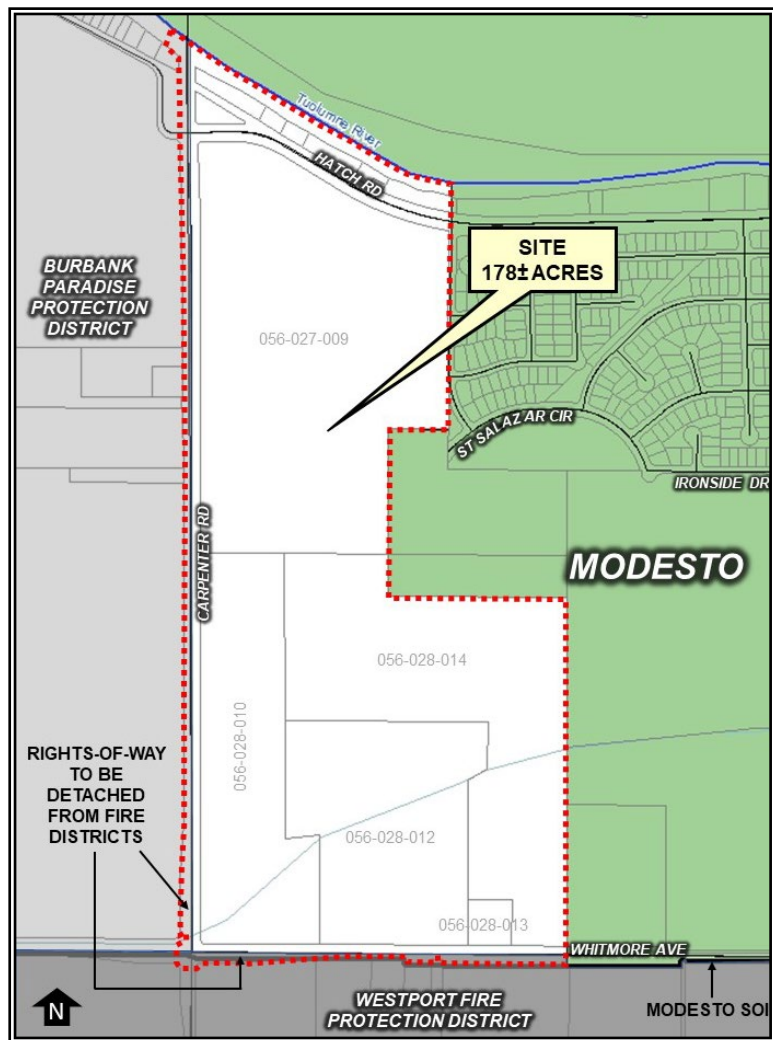 Tuolumne River
HATCH RD
SITE
178± ACRES
BURBANK
PARADISE
PROTECTION
DISTRICT
056-027-009
ST SALAZ AR CIR
IRONSIDE DR
CARPENTER RD
MODESTO
056-028-014
056-028-010
RIGHTS-OF-WAY
TO BE
DETACHED
FROM FIRE
DISTRICTS
056-028-012
056-028-013
WHITMORE AVE
N
WESTPORT FIRE
PROTECTION DISTRICT
MODESTO SOI